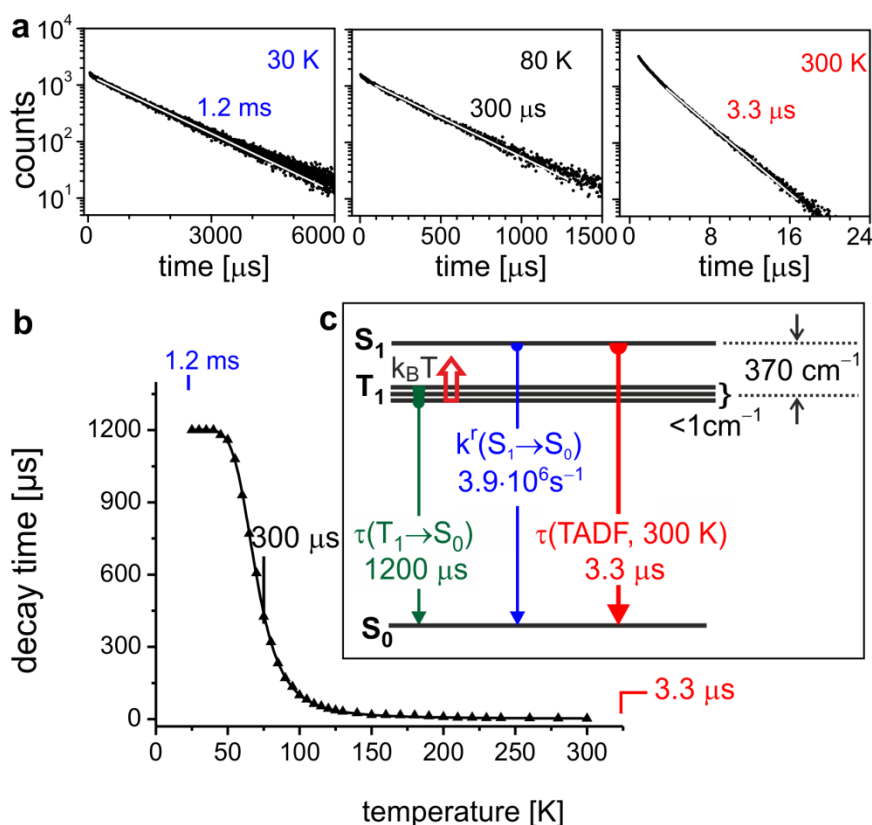 a
30 K
1.2 ms
80 K
300 μs
300 K
3.3 μs
10⁴
10³
10²
10¹
counts
0 3000 6000
0 500 1000 1500
8 16 24
time [μs]
time [μs]
time [μs]
b
1.2 ms
300 μs
3.3 μs
1200
900
600
300
0
decay time [μs]
0 50 100 150 200 250 300
temperature [K]
c
S₁
k_BT
T₁
370 cm⁻¹
<1cm⁻¹
kʳ(S₁→S₀)
3.9·10⁶s⁻¹
τ(T₁→S₀)
1200 μs
τ(TADF, 300 K)
3.3 μs
S₀